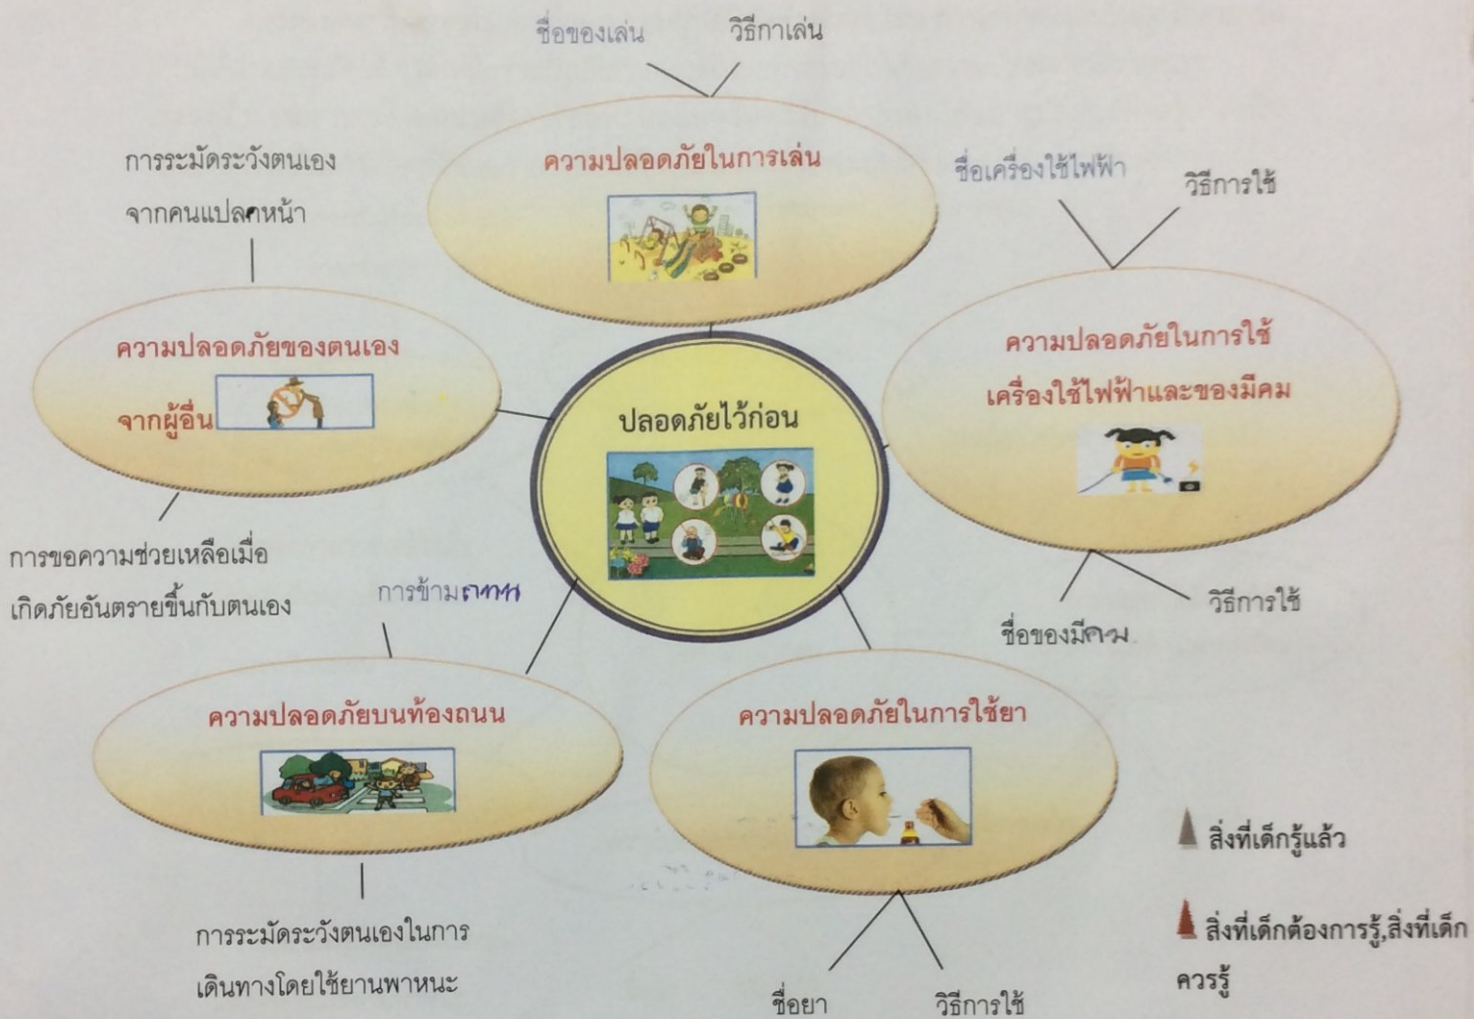 ชื่อของเล่น
วิธีกาเล่น
ความปลอดภัยในการเล่น
การระมัดระวังตนเอง
จากคนแปลกหน้า
ชื่อเครื่องใช้ไฟฟ้า
วิธีการใช้
ความปลอดภัยของตนเอง
จากผู้อื่น
ความปลอดภัยในการใช้
เครื่องใช้ไฟฟ้าและของมีคม
ปลอดภัยไว้ก่อน
การขอความช่วยเหลือเมื่อ
เกิดภัยอันตรายขึ้นกับตนเอง
การข้ามถนน
วิธีการใช้
ชื่อของมีคม
ความปลอดภัยบนท้องถนน
ความปลอดภัยในการใช้ยา
สิ่งที่เด็กรู้แล้ว
สิ่งที่เด็กต้องการรู้,สิ่งที่เด็ก
ควรรู้
การระมัดระวังตนเองในการ
เดินทางโดยใช้ยานพาหนะ
ชื่อยา
วิธีการใช้